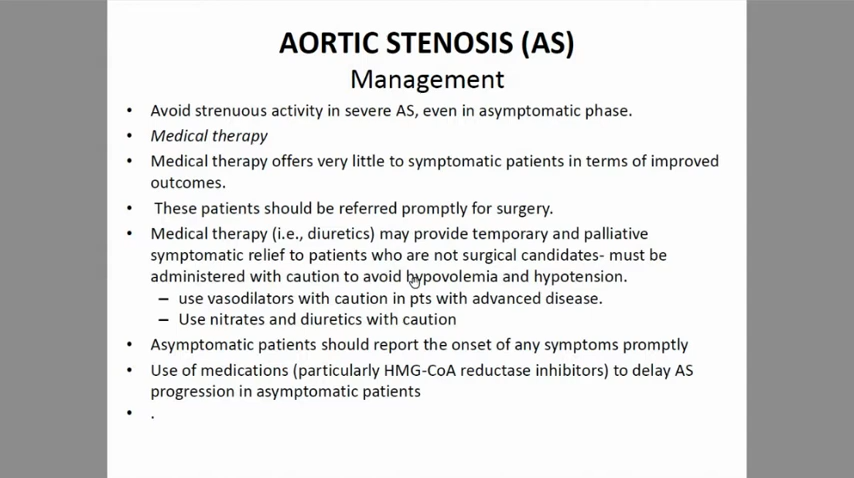 AORTIC STENOSIS (AS)
Management
• Avoid strenuous activity in severe AS, even in asymptomatic phase.
• Medical therapy
• Medical therapy offers very little to symptomatic patients in terms of improved
outcomes.
• These patients should be referred promptly for surgery.
• Medical therapy (i.e., diuretics) may provide temporary and palliative
symptomatic relief to patients who are not surgical candidates- must be
administered with caution to avoid hypovolemia and hypotension.
– use vasodilators with caution in pts with advanced disease.
– Use nitrates and diuretics with caution
• Asymptomatic patients should report the onset of any symptoms promptly
• Use of medications (particularly HMG-CoA reductase inhibitors) to delay AS
progression in asymptomatic patients
• .